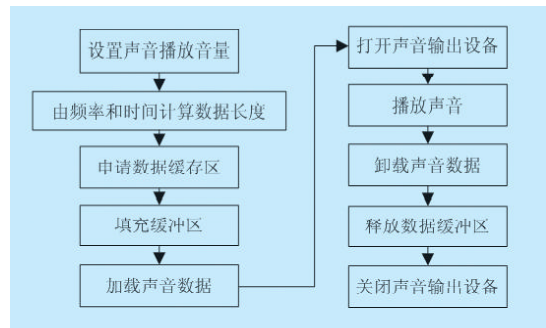 设置声音播放音量
由频率和时间计算数据长度
申请数据缓存区
填充缓冲区
加载声音数据
打开声音输出设备
播放声音
卸载声音数据
释放数据缓冲区
关闭声音输出设备